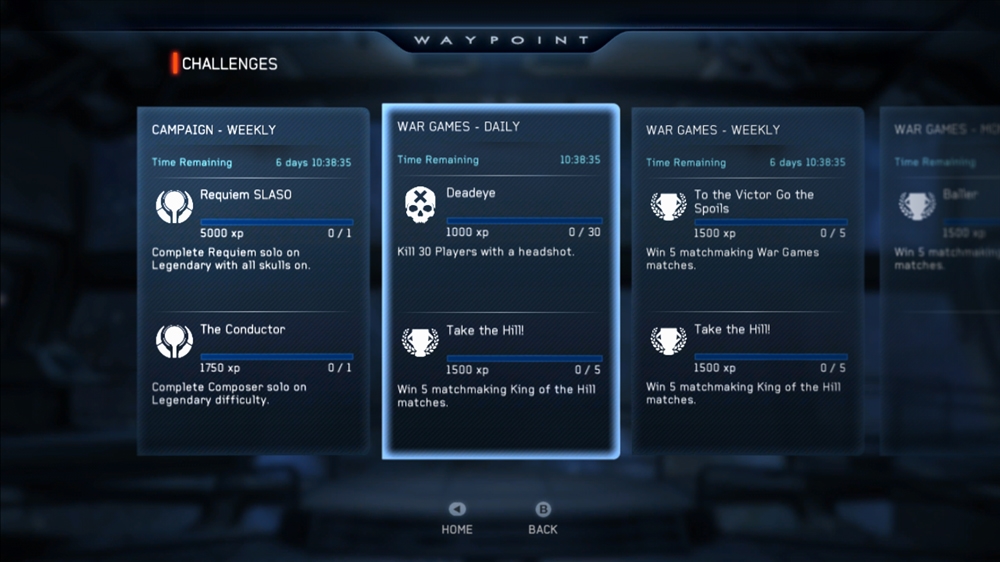 WAYPOINT
CHALLENGES
CAMPAIGN - WEEKLY
Time Remaining 6 days 10:38:35
Requiem SLASO
5000 xp 0 / 1
Complete Requiem solo on
Legendary with all skulls on.
The Conductor
1750 xp 0 / 1
Complete Composer solo on
Legendary difficulty.
WAR GAMES - DAILY
Time Remaining 10:38:35
Deadeye
1000 xp 0 / 30
Kill 30 Players with a headshot.
Take the Hill!
1500 xp 0 / 5
Win 5 matchmaking King of the Hill
matches.
WAR GAMES - WEEKLY
Time Remaining 6 days 10:38:35
To the Victor Go the
Spoils
1500 xp 0 / 5
Win 5 matchmaking War Games
matches.
Take the Hill!
1500 xp 0 / 5
Win 5 matchmaking King of the Hill
matches.
WAR GAMES - MO
Time Remaining
Baller
1500 xp
Win 5 matchmaking
matches.
HOME
B
BACK